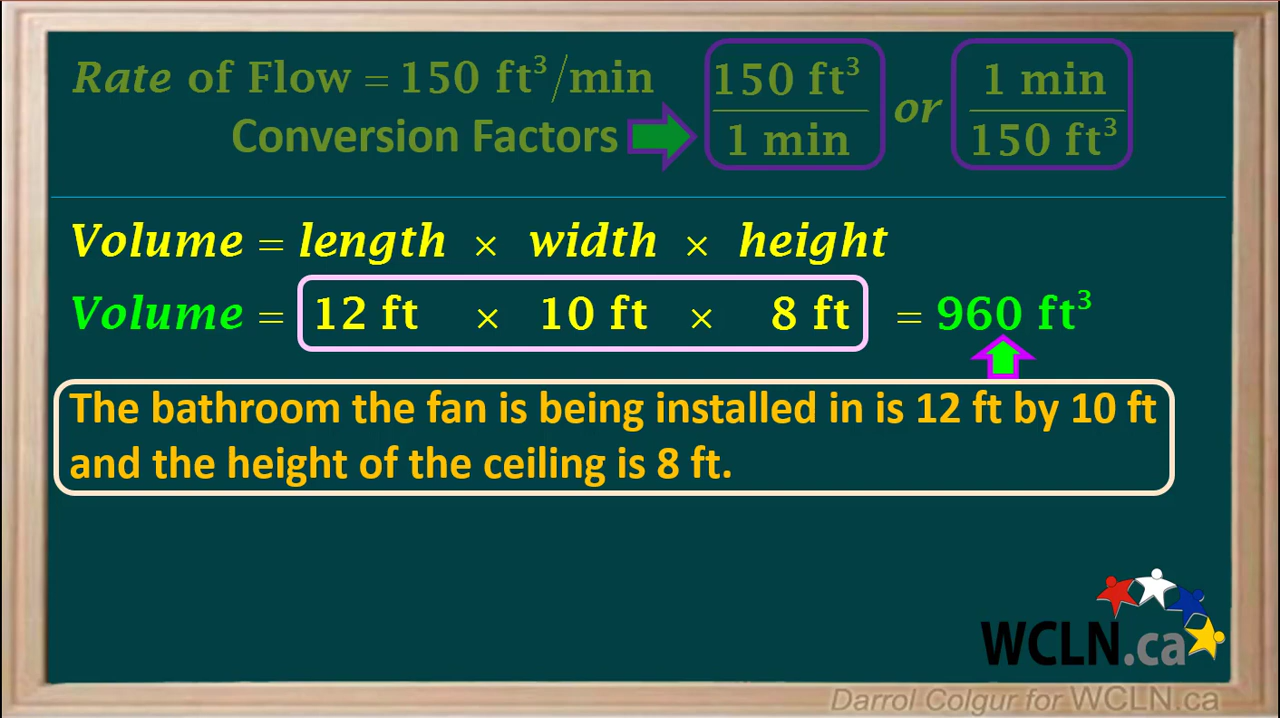 Rate of Flow = 150 ft³/min
150 ft³
1 min
or
1 min
150 ft³
Conversion Factors
Volume = length × width × height
Volume = 12 ft × 10 ft × 8 ft = 960 ft³
The bathroom the fan is being installed in is 12 ft by 10 ft
and the height of the ceiling is 8 ft.
WCLN.ca
Darrol Colgur for WCLN.ca